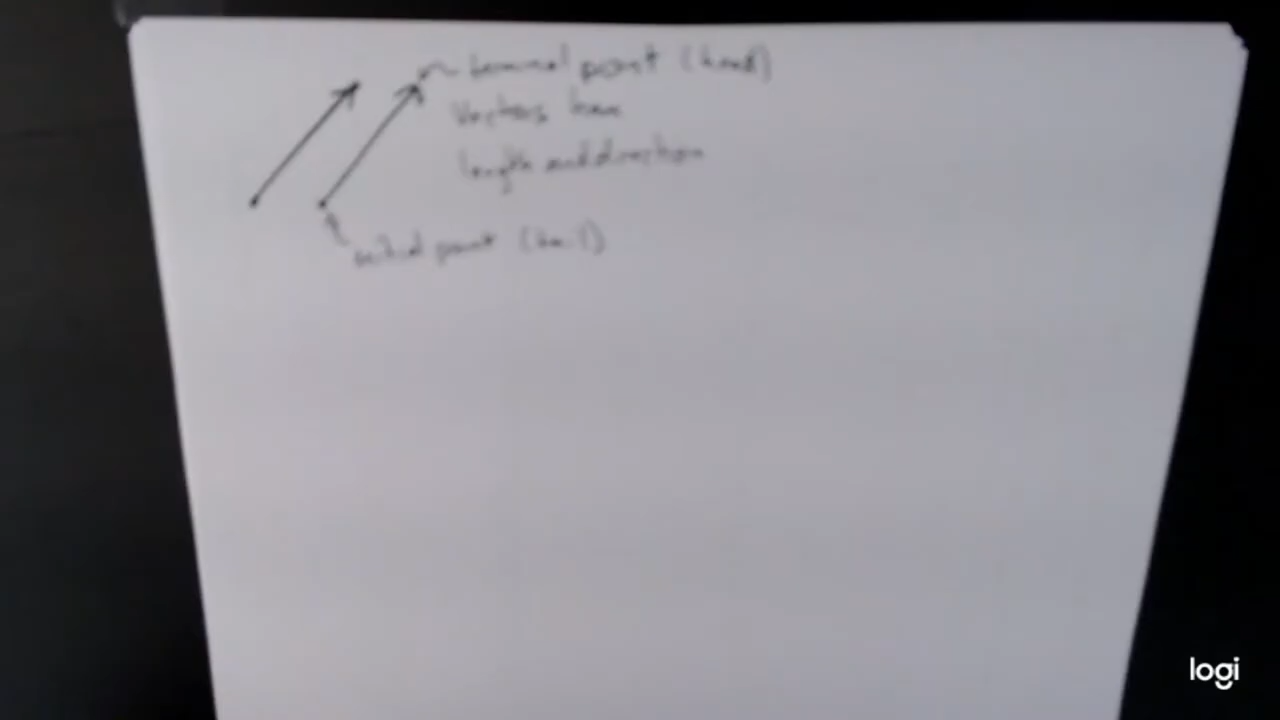 terminal point (head)
Vectors have
length and direction
initial point (tail)
logi